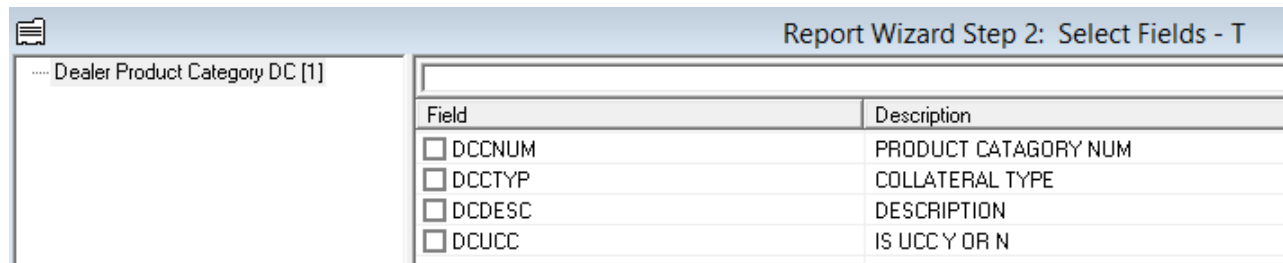 Report Wizard Step 2: Select Fields - T
Dealer Product Category DC [1]
Field Description
DCCNUM PRODUCT CATAGORY NUM
DCCTYP COLLATERAL TYPE
DCDESC DESCRIPTION
DCUCC IS UCC Y OR N